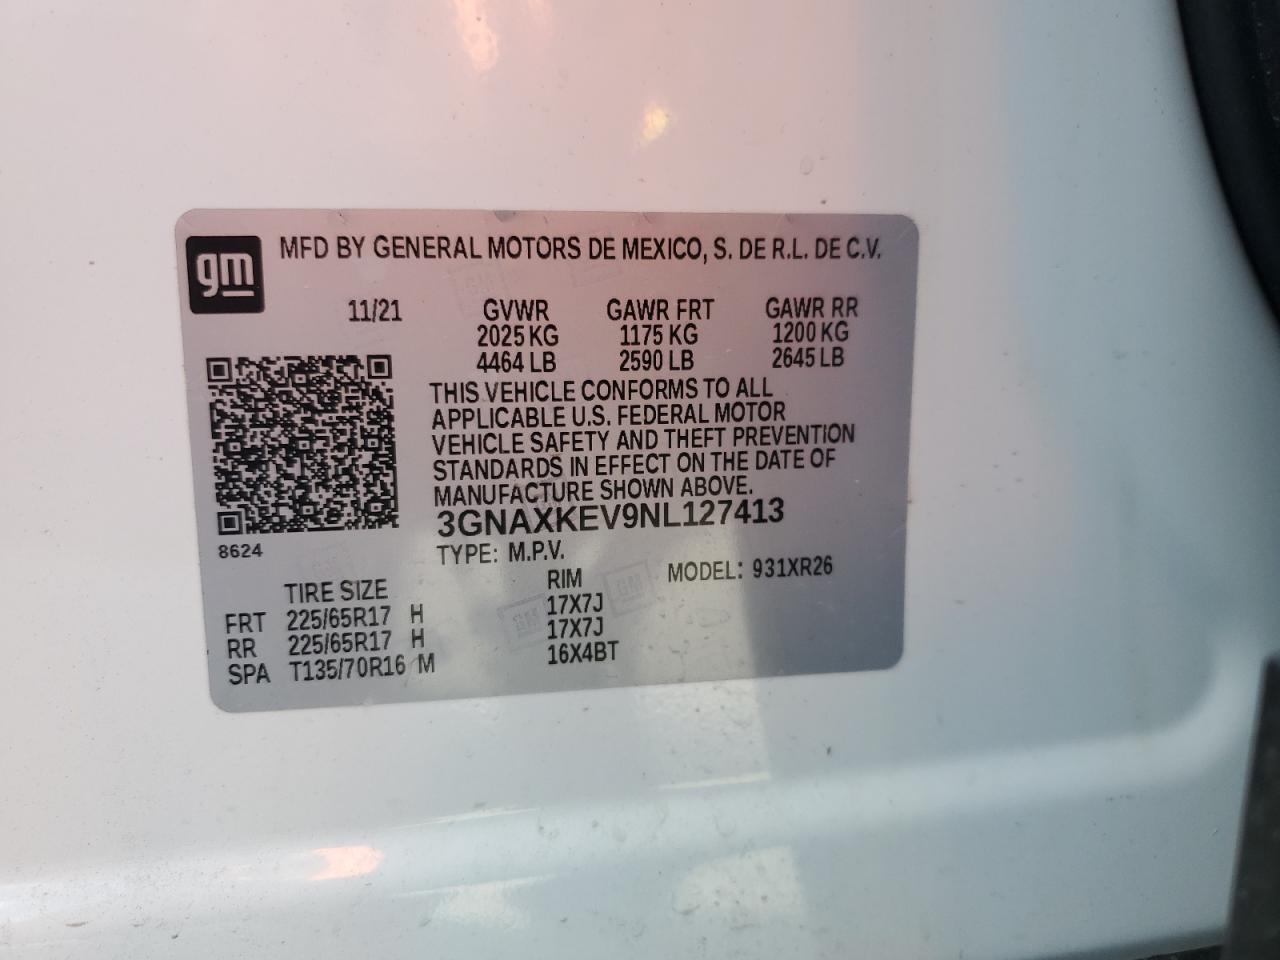 gm
MFD BY GENERAL MOTORS DE MEXICO, S. DE R.L. DE C.V.
11/21 GVWR GAWR FRT GAWR RR
2025 KG 1175 KG 1200 KG
4464 LB 2590 LB 2645 LB
THIS VEHICLE CONFORMS TO ALL
APPLICABLE U.S. FEDERAL MOTOR
VEHICLE SAFETY AND THEFT PREVENTION
STANDARDS IN EFFECT ON THE DATE OF
MANUFACTURE SHOWN ABOVE.
3GNAXKEV9NL127413
8624
TYPE: M.P.V.
MODEL: 931XR26
TIRE SIZE RIM
FRT 225/65R17 H 17X7J
RR 225/65R17 H 17X7J
SPA T135/70R16 M 16X4BT